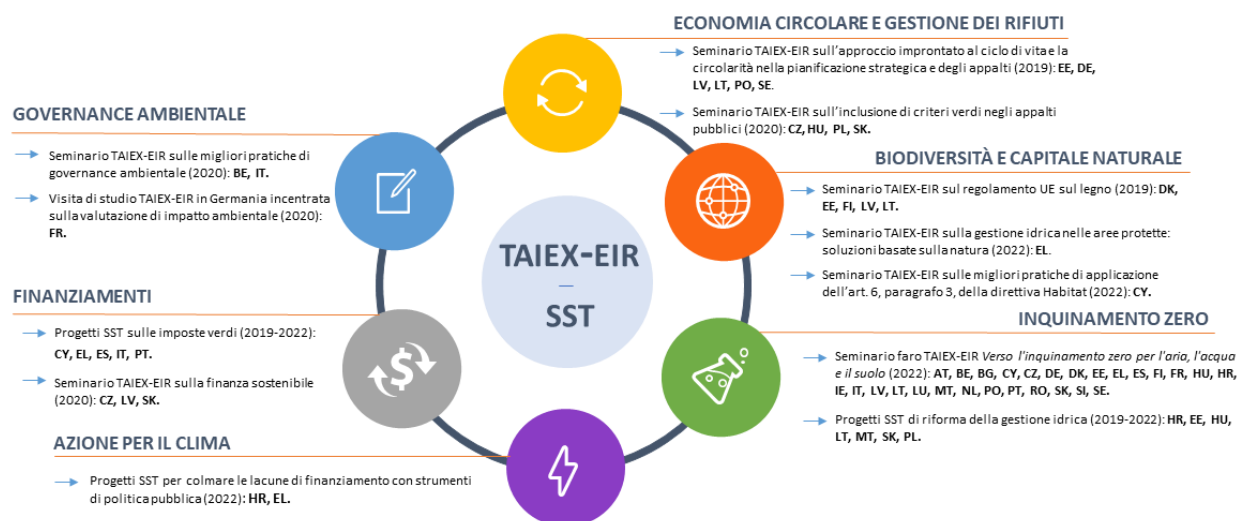 ECONOMIA CIRCOLARE E GESTIONE DEI RIFIUTI
Seminario TAIEX-EIR sull'approccio improntato al ciclo di vita e la
circolarità nella pianificazione strategica e degli appalti (2019): EE, DE,
LV, LT, PO, SE.
Seminario TAIEX-EIR sull'inclusione di criteri verdi negli appalti
pubblici (2020): CZ, HU, PL, SK.
BIODIVERSITÀ E CAPITALE NATURALE
Seminario TAIEX-EIR sul regolamento UE sul legno (2019): DK,
EE, FI, LV, LT.
Seminario TAIEX-EIR sulla gestione idrica nelle aree protette:
soluzioni basate sulla natura (2022): EL.
Seminario TAIEX-EIR sulle migliori pratiche di applicazione
dell'art. 6, paragrafo 3, della direttiva Habitat (2022): CY.
INQUINAMENTO ZERO
Seminario faro TAIEX-EIR Verso l'inquinamento zero per l'aria, l'acqua
e il suolo (2022): AT, BE, BG, CY, CZ, DE, DK, EE, EL, ES, FI, FR, HU, HR,
IE, IT, LV, LT, LU, MT, NL, PO, PT, RO, SK, SI, SE.
Progetti SST di riforma della gestione idrica (2019-2022): HR, EE, HU,
LT, MT, SK, PL.
GOVERNANCE AMBIENTALE
Seminario TAIEX-EIR sulle migliori pratiche di
governance ambientale (2020): BE, IT.
Visita di studio TAIEX-EIR in Germania incentrata
sulla valutazione di impatto ambientale (2020):
FR.
FINANZIAMENTI
Progetti SST sulle imposte verdi (2019-2022):
CY, EL, ES, IT, PT.
Seminario TAIEX-EIR sulla finanza sostenibile
(2020): CZ, LV, SK.
AZIONE PER IL CLIMA
Progetti SST per colmare le lacune di finanziamento con strumenti
di politica pubblica (2022): HR, EL.
TAIEX-EIR
SST